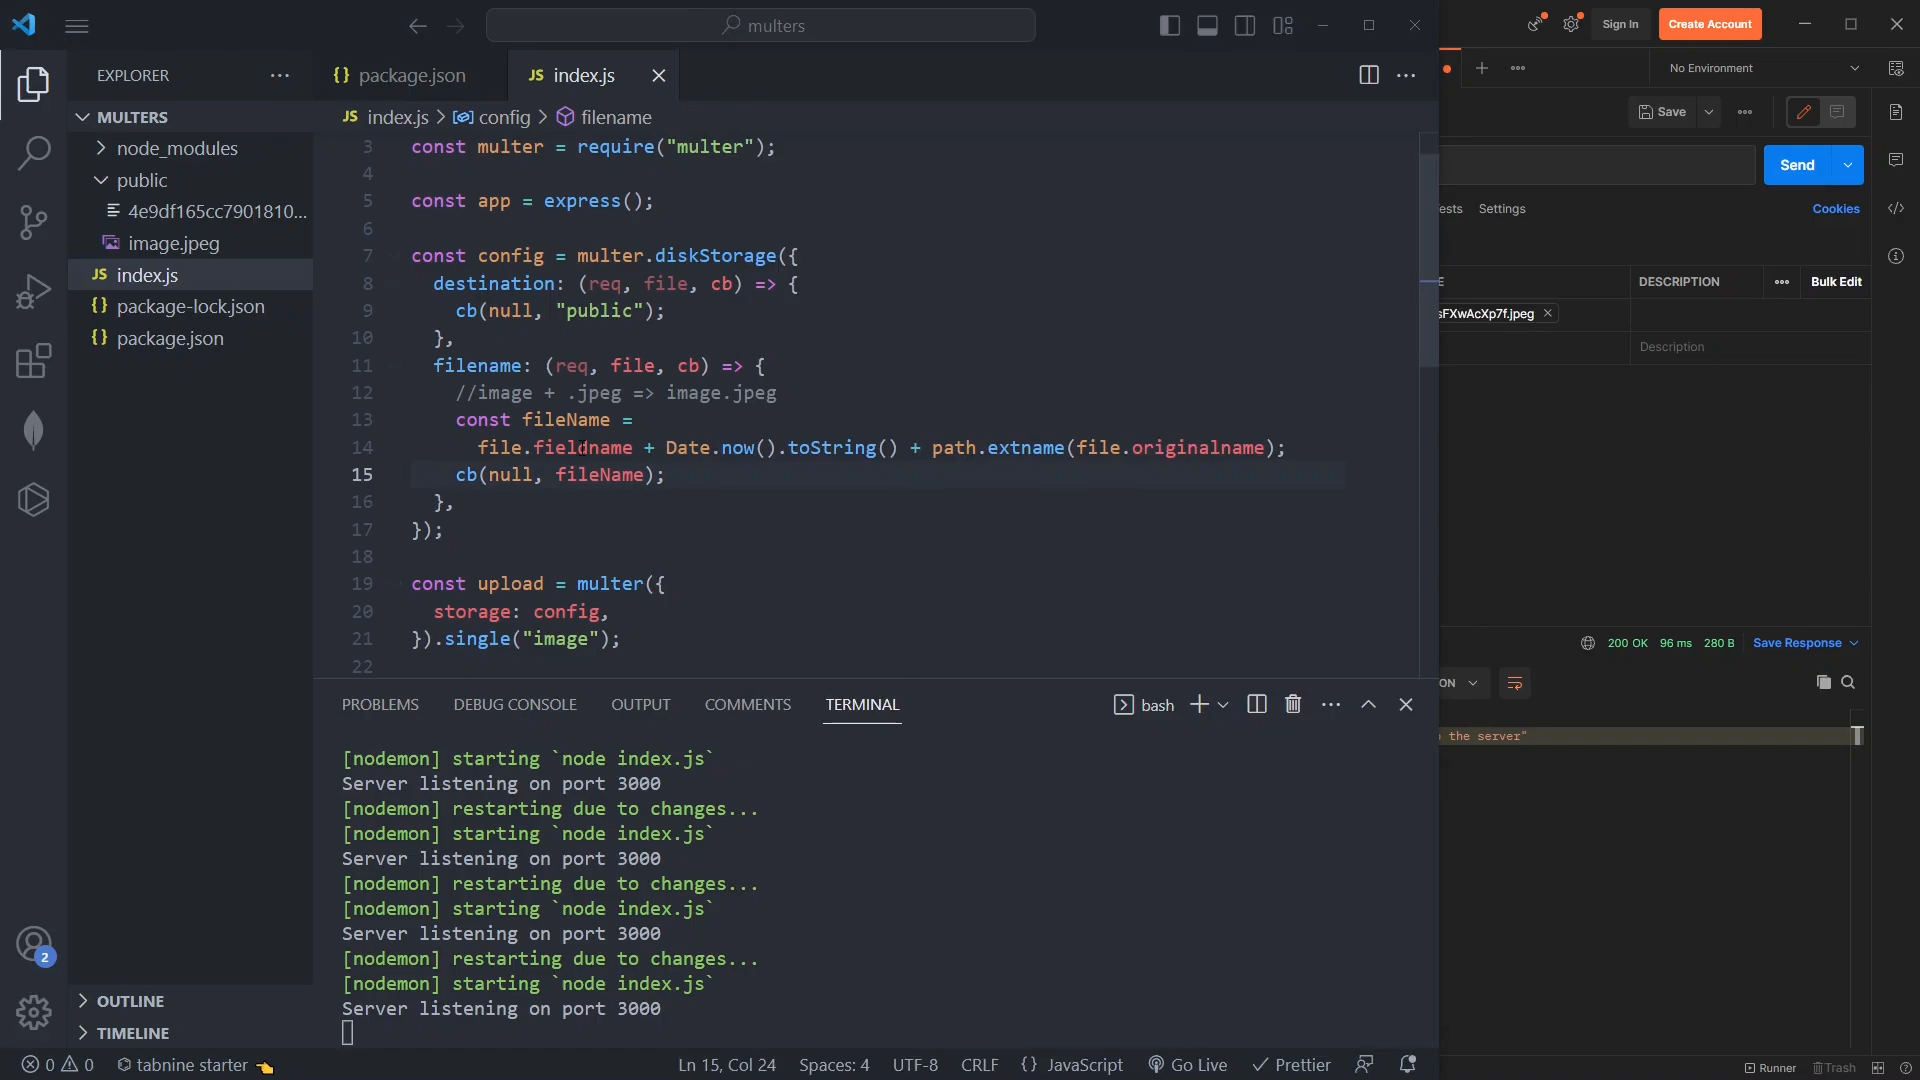 multers
Sign In
Create Account
EXPLORER
{} package.json
JS index.js
No Environment
MULTERS
JS index.js > config > filename
Save
node_modules
public
4e9df165cc7901810...
image.jpeg
JS index.js
{} package-lock.json
{} package.json
3 const multer = require("multer");
4
5 const app = express();
6
7 const config = multer.diskStorage({
8 destination: (req, file, cb) => {
9 cb(null, "public");
10 },
11 filename: (req, file, cb) => {
12 //image + .jpeg => image.jpeg
13 const fileName =
14 file.fieldname + Date.now().toString() + path.extname(file.originalname);
15 cb(null, fileName);
16 },
17 });
18
19 const upload = multer({
20 storage: config,
21 }).single("image");
22
Send
ests Settings
Cookies
E
DESCRIPTION
Bulk Edit
sFXwAcXp7f.jpeg
Description
200 OK 96 ms 280 B Save Response
ON
the server"
PROBLEMS DEBUG CONSOLE OUTPUT COMMENTS TERMINAL
bash
[nodemon] starting `node index.js`
Server listening on port 3000
[nodemon] restarting due to changes...
[nodemon] starting `node index.js`
Server listening on port 3000
[nodemon] restarting due to changes...
[nodemon] starting `node index.js`
Server listening on port 3000
[nodemon] restarting due to changes...
[nodemon] starting `node index.js`
Server listening on port 3000
2
OUTLINE
TIMELINE
0 0 tabnine starter
Ln 15, Col 24 Spaces: 4 UTF-8 CRLF {} JavaScript Go Live Prettier
Runner Trash